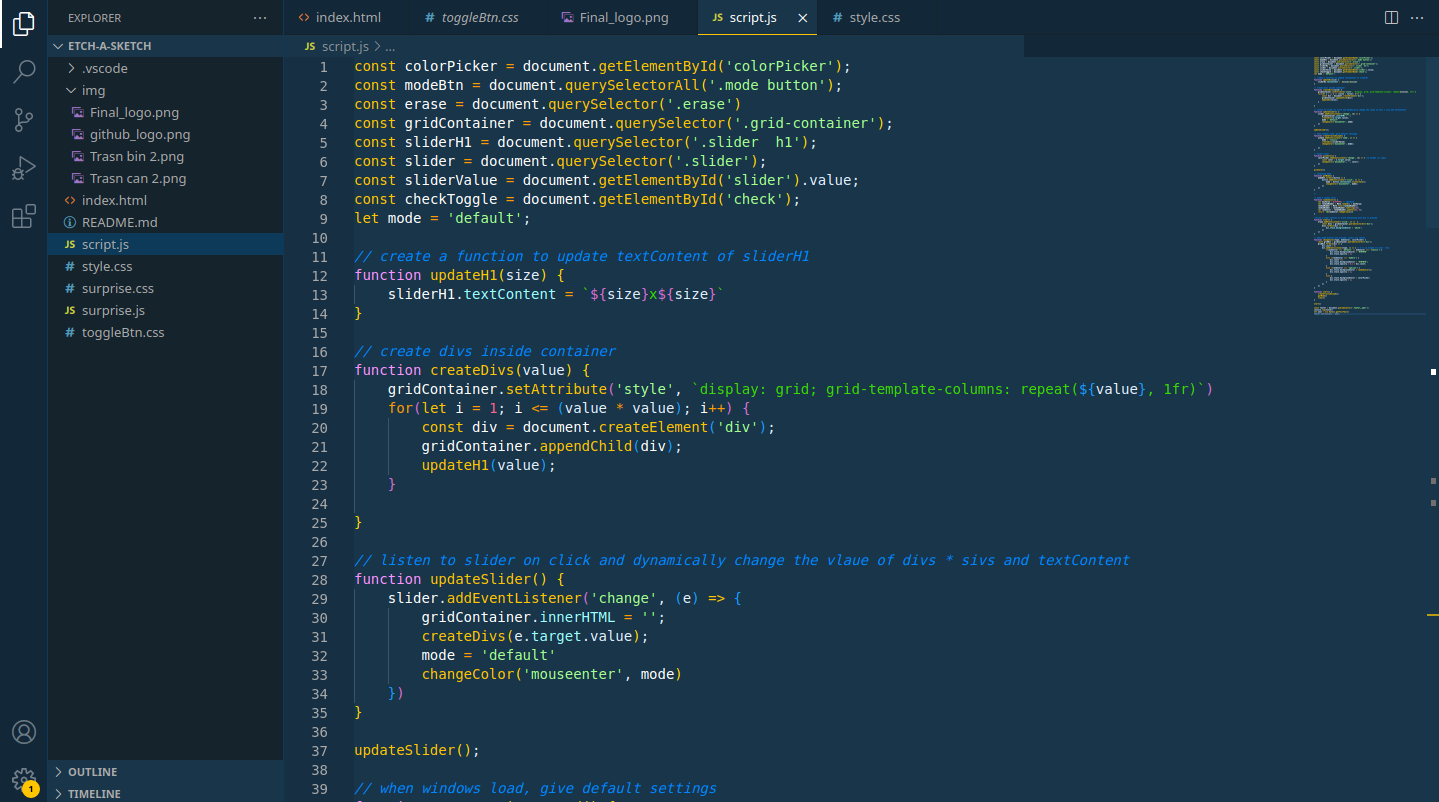 EXPLORER
index.html
# toggleBtn.css
Final_logo.png
JS script.js
# style.css
ETCH-A-SKETCH
.vscode
img
Final_logo.png
github_logo.png
Trasn bin 2.png
Trasn can 2.png
index.html
README.md
JS script.js
# style.css
# surprise.css
JS surprise.js
# toggleBtn.css
OUTLINE
TIMELINE
1
JS script.js > ...
1 const colorPicker = document.getElementById('colorPicker');
2 const modeBtn = document.querySelectorAll('.mode button');
3 const erase = document.querySelector('.erase')
4 const gridContainer = document.querySelector('.grid-container');
5 const sliderH1 = document.querySelector('.slider  h1');
6 const slider = document.querySelector('.slider');
7 const sliderValue = document.getElementById('slider').value;
8 const checkToggle = document.getElementById('check');
9 let mode = 'default';
10
11 // create a function to update textContent of sliderH1
12 function updateH1(size) {
13     sliderH1.textContent = `${size}x${size}`
14 }
15
16 // create divs inside container
17 function createDivs(value) {
18     gridContainer.setAttribute('style', `display: grid; grid-template-columns: repeat(${value}, 1fr)`)
19     for(let i = 1; i <= (value * value); i++) {
20         const div = document.createElement('div');
21         gridContainer.appendChild(div);
22         updateH1(value);
23     }
24
25 }
26
27 // listen to slider on click and dynamically change the vlaue of divs * sivs and textContent
28 function updateSlider() {
29     slider.addEventListener('change', (e) => {
30         gridContainer.innerHTML = '';
31         createDivs(e.target.value);
32         mode = 'default'
33         changeColor('mouseenter', mode)
34     })
35 }
36
37 updateSlider();
38
39 // when windows load, give default settings